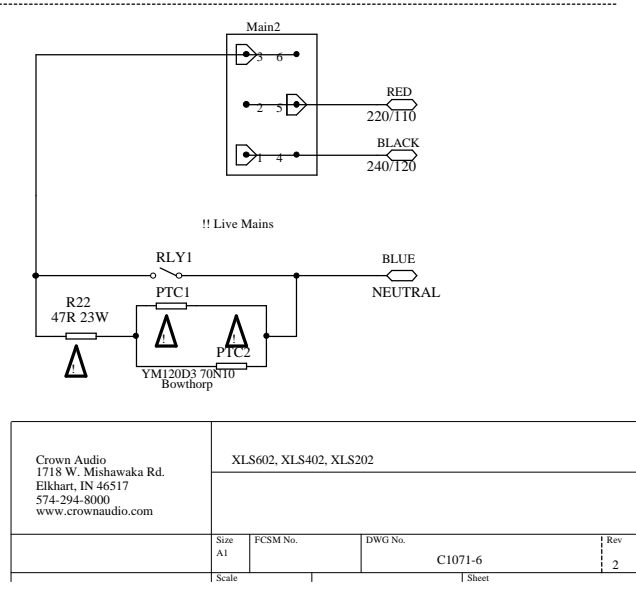 Main2
3 6
RED
2 5
220/110
BLACK
1 4
240/120
!! Live Mains
RLY1
BLUE
PTC1
NEUTRAL
R22
47R 23W
! !
PTC2
!
YM120D3 70N10
Bowthorp
Crown Audio
1718 W. Mishawaka Rd.
Elkhart, IN 46517
574-294-8000
www.crownaudio.com
XLS602, XLS402, XLS202
Size
A1
FCSM No.
DWG No.
C1071-6
Rev
2
Scale
Sheet